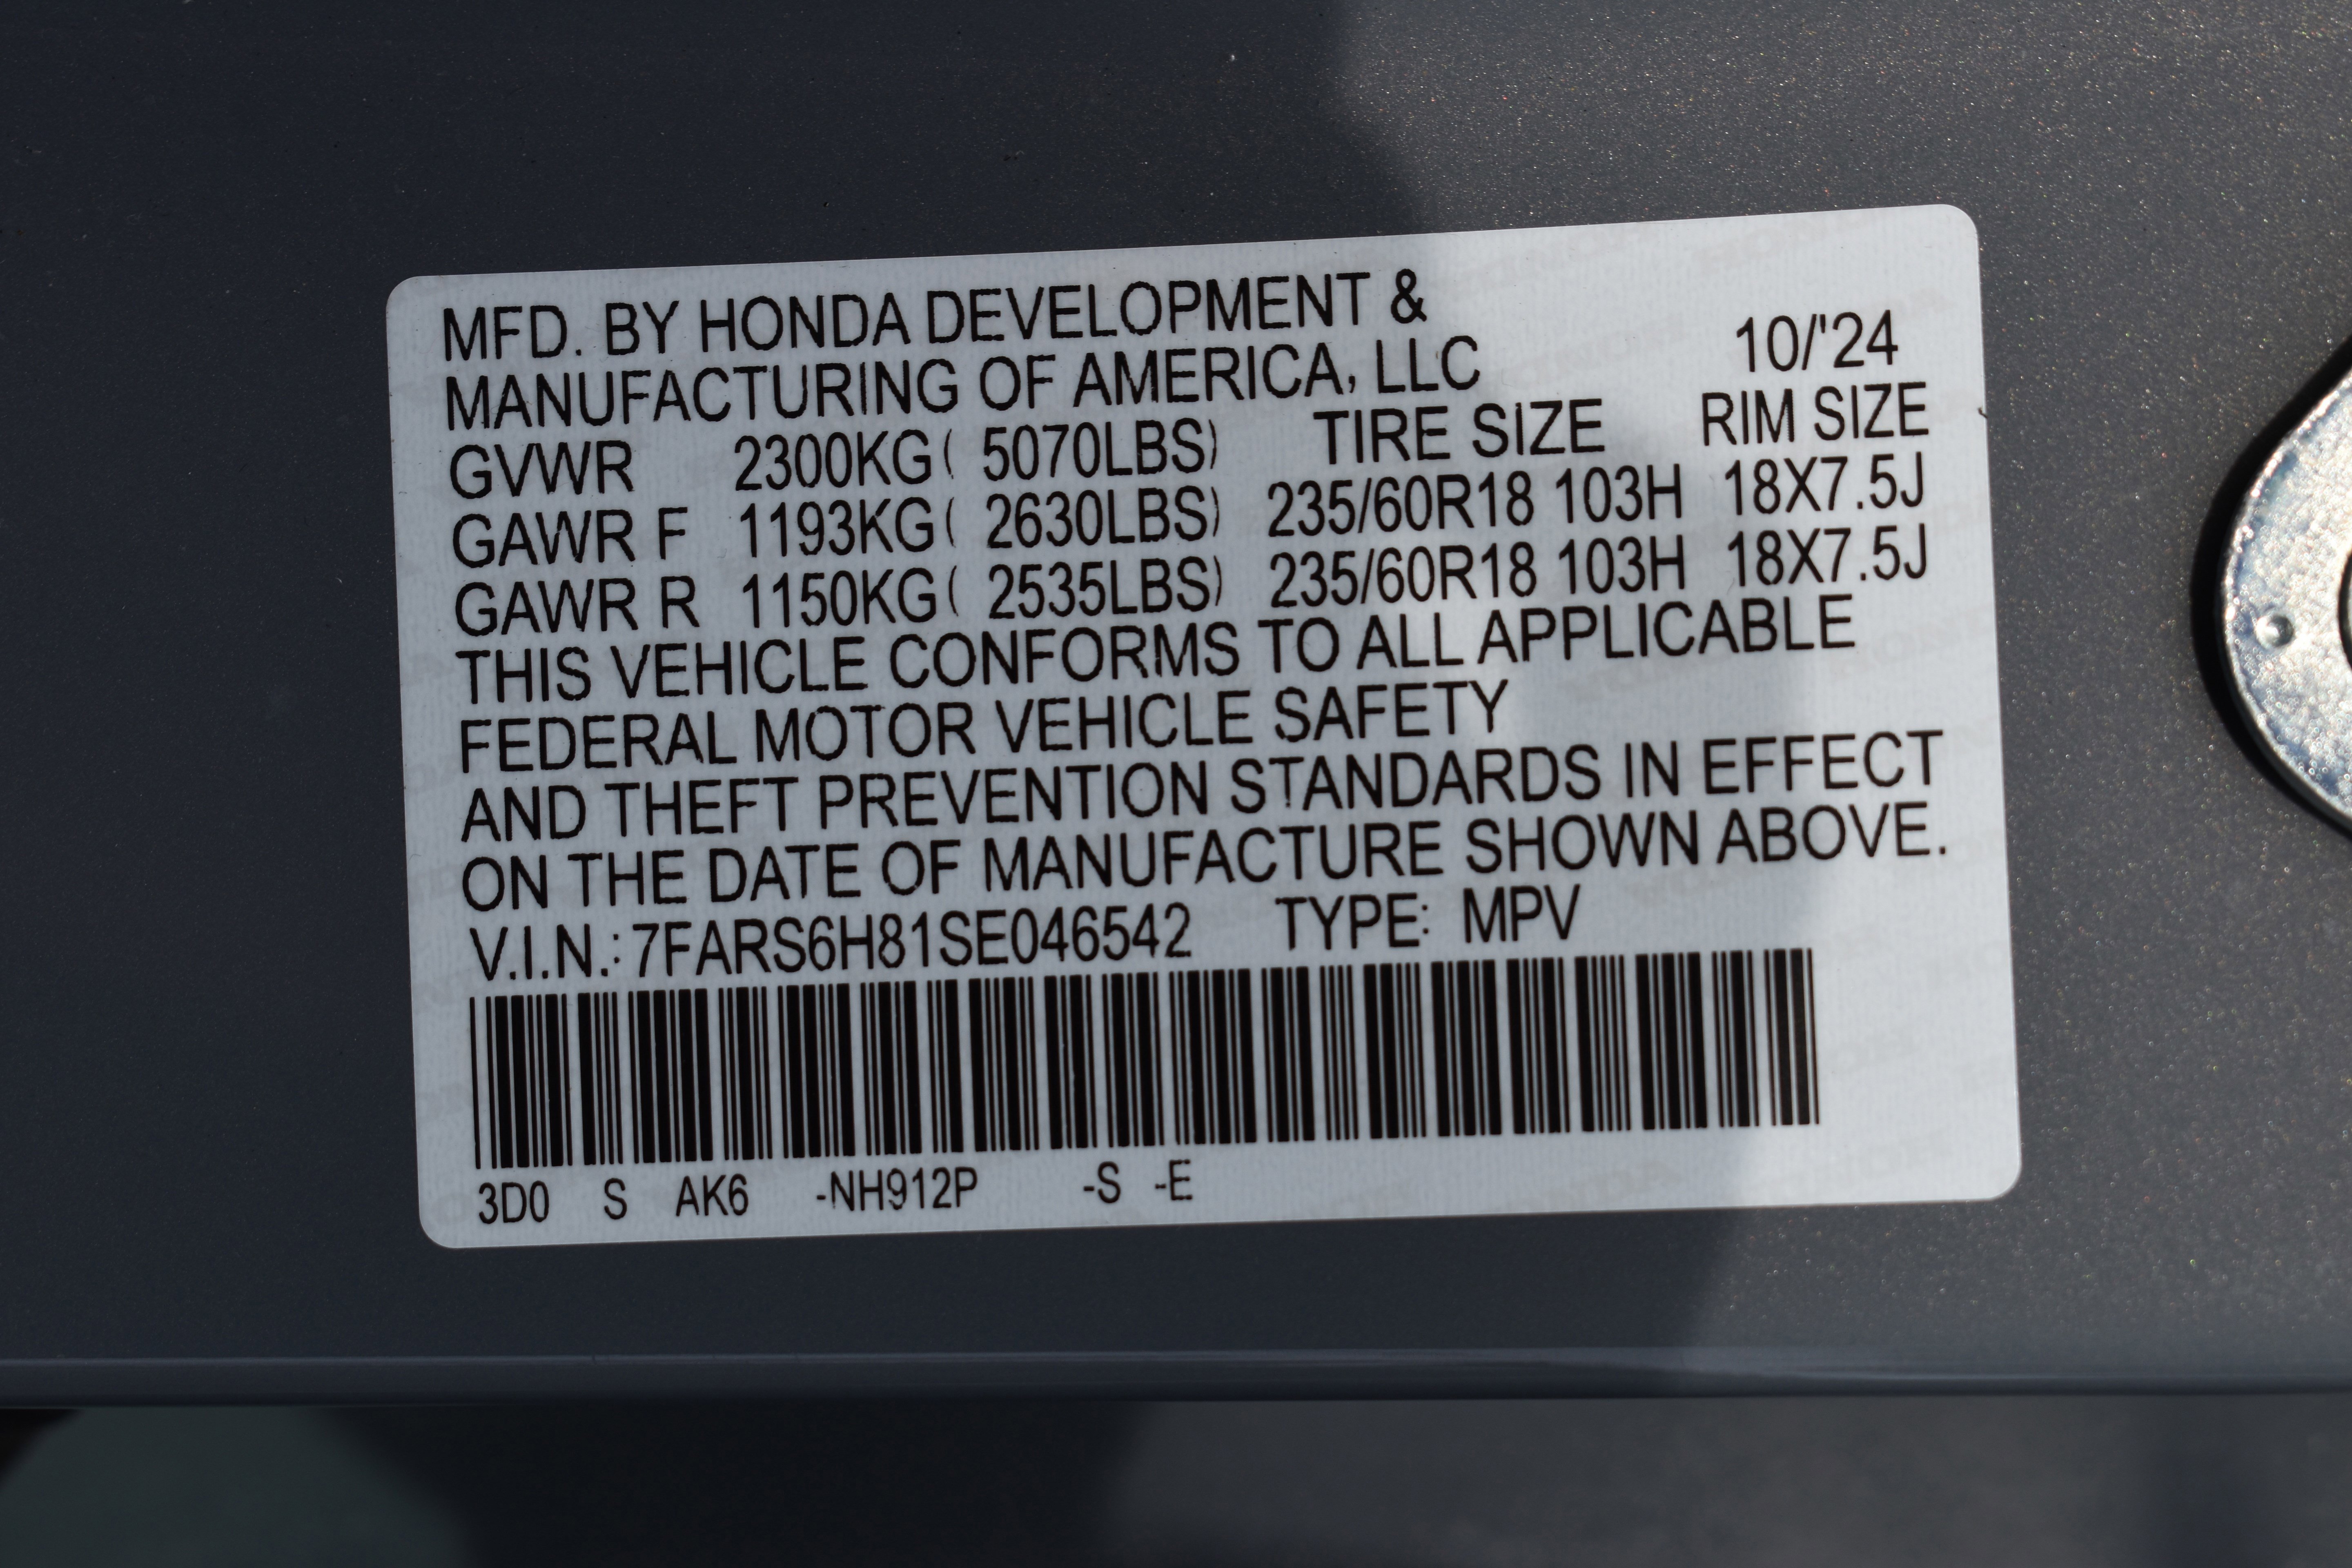 MFD. BY HONDA DEVELOPMENT &
MANUFACTURING OF AMERICA, LLC 10/'24
GVWR 2300KG( 5070LBS) TIRE SIZE RIM SIZE
GAWR F 1193KG( 2630LBS) 235/60R18 103H 18X7.5J
GAWR R 1150KG( 2535LBS) 235/60R18 103H 18X7.5J
THIS VEHICLE CONFORMS TO ALL APPLICABLE
FEDERAL MOTOR VEHICLE SAFETY
AND THEFT PREVENTION STANDARDS IN EFFECT
ON THE DATE OF MANUFACTURE SHOWN ABOVE.
V.I.N.: 7FARS6H81SE046542 TYPE: MPV
3D0 S AK6 -NH912P -S -E